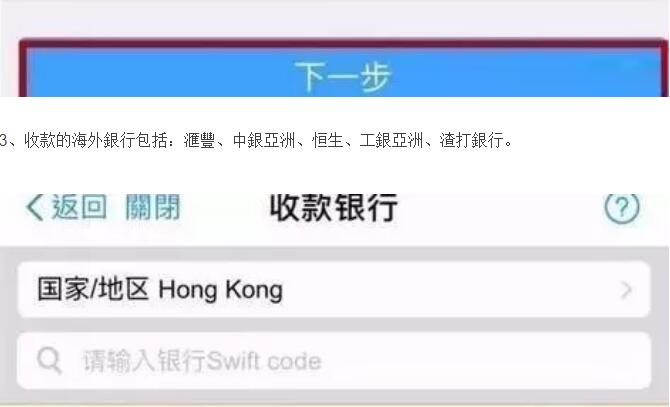 下一步
3、收款的海外銀行包括：滙豐、中銀亞洲、恒生、工銀亞洲、渣打銀行。
返回 關閉 收款银行 ?
国家/地区 Hong Kong
请输入银行Swift code